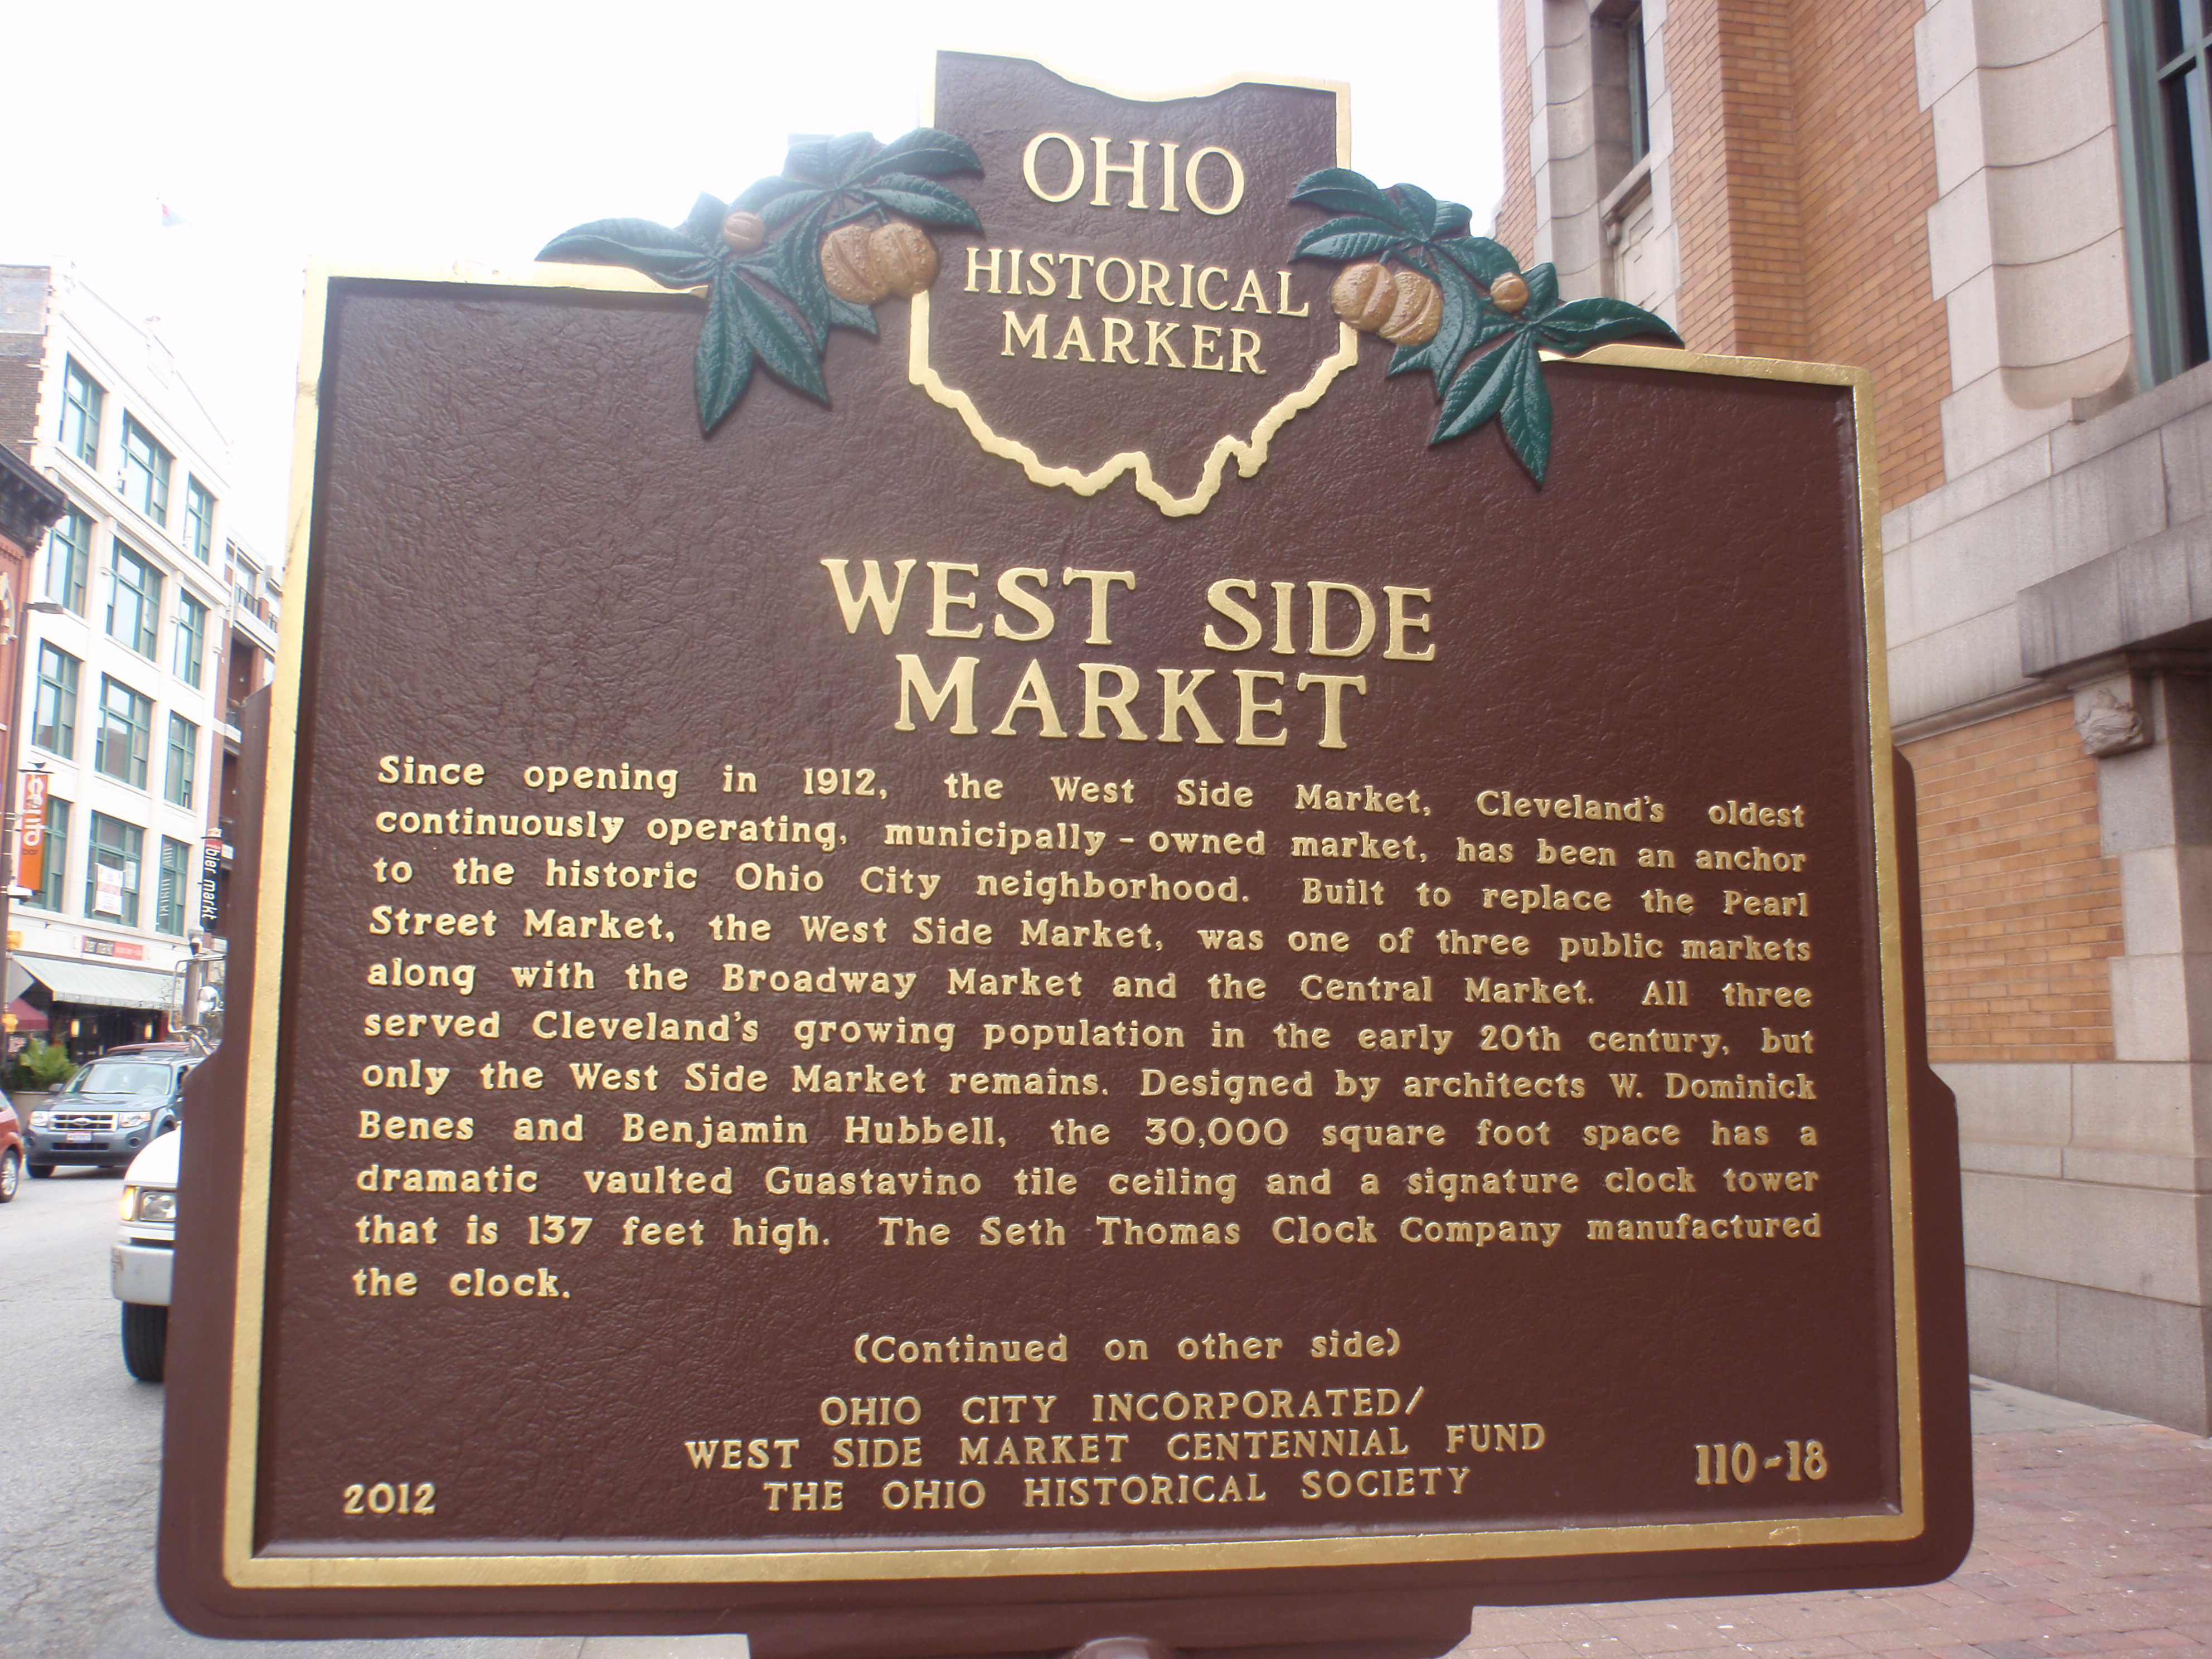 OHIO
HISTORICAL
MARKER
WEST SIDE
MARKET
Since opening in 1912, the West Side Market, Cleveland's oldest
continuously operating, municipally-owned market, has been an anchor
to the historic Ohio City neighborhood. Built to replace the Pearl
Street Market, the West Side Market, was one of three public markets
along with the Broadway Market and the Central Market. All three
served Cleveland's growing population in the early 20th century, but
only the West Side Market remains. Designed by architects W. Dominick
Benes and Benjamin Hubbell, the 30,000 square foot space has a
dramatic vaulted Guastavino tile ceiling and a signature clock tower
that is 137 feet high. The Seth Thomas Clock Company manufactured
the clock.
(Continued on other side)
OHIO CITY INCORPORATED/
WEST SIDE MARKET CENTENNIAL FUND
THE OHIO HISTORICAL SOCIETY
2012
110-18
bier markt